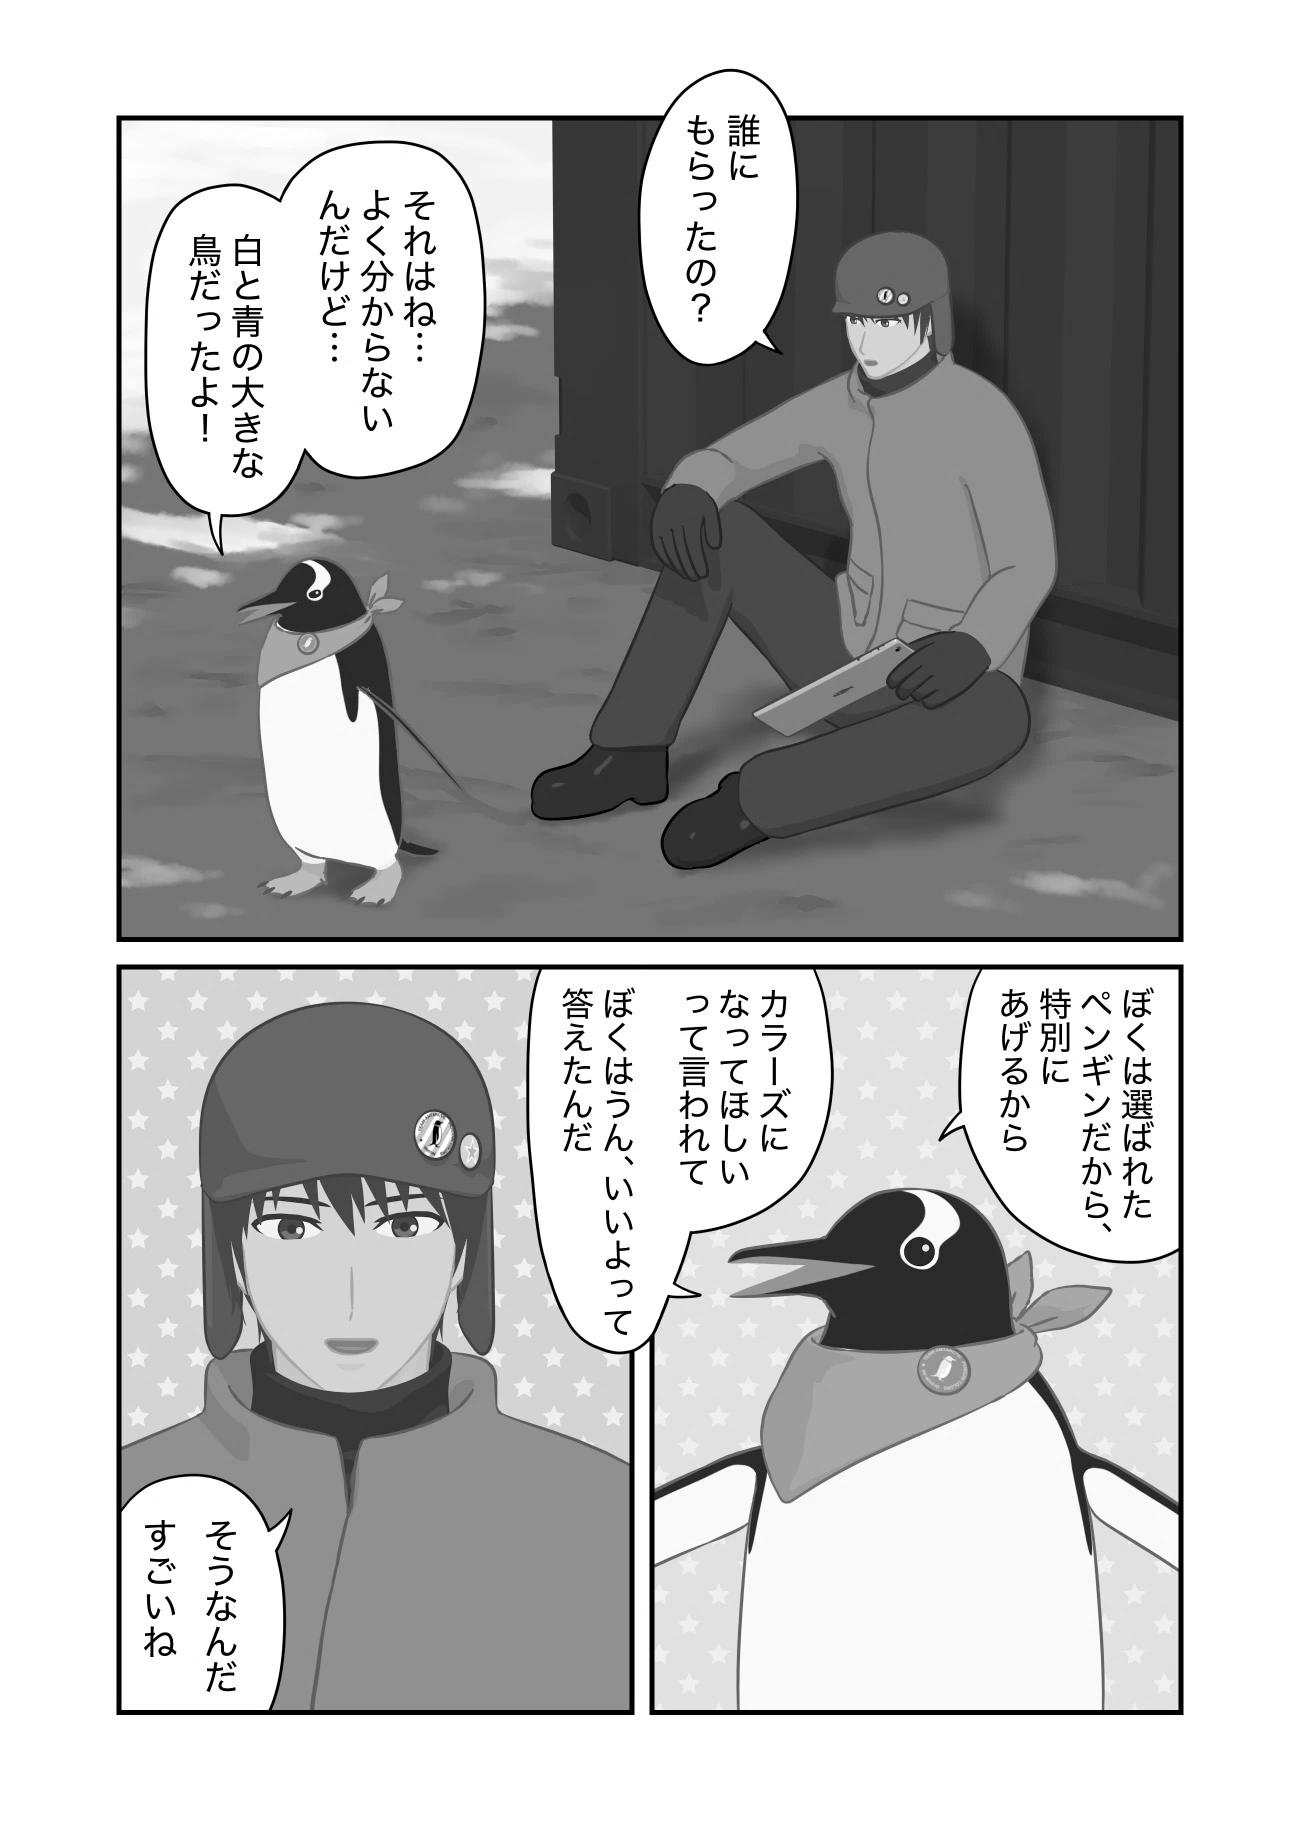 誰に
もらったの？
それはね…
よく分からない
んだけど…
白と青の大きな
鳥だったよ！
ぼくは選ばれた
ペンギンだから、
特別に
あげるから
カラーズに
なってほしい
って言われて
ぼくはうん、いいよって
答えたんだ
そうなんだ
すごいね